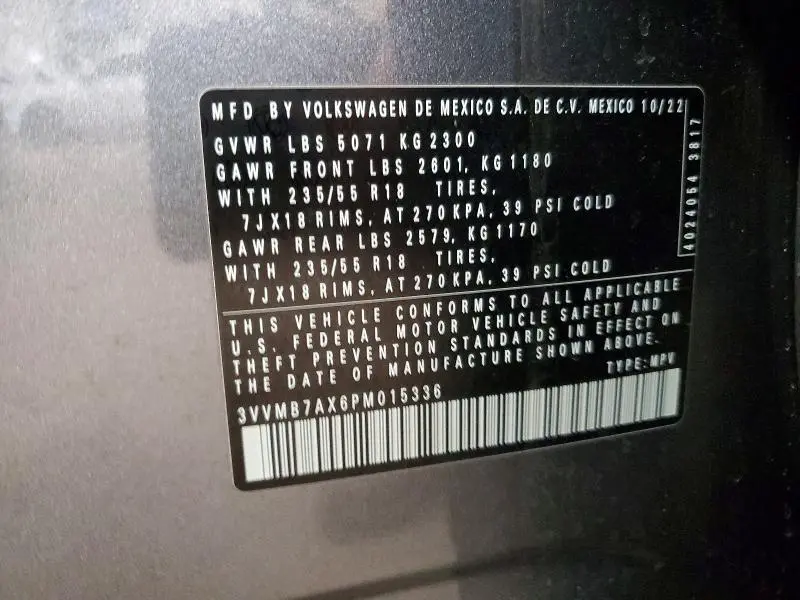 MFD BY VOLKSWAGEN DE MEXICO S.A. DE C.V. MEXICO 10/22
GVWR LBS 5071 KG 2300
GAWR FRONT LBS 2601, KG 1180
WITH 235/55 R18 TIRES,
7JX18 RIMS, AT 270 KPA, 39 PSI COLD
GAWR REAR LBS 2579, KG 1170
WITH 235/55 R18 TIRES,
7JX18 RIMS, AT 270 KPA, 39 PSI COLD
THIS VEHICLE CONFORMS TO ALL APPLICABLE
U.S. FEDERAL MOTOR VEHICLE SAFETY AND
THEFT PREVENTION STANDARDS IN EFFECT ON
THE DATE OF MANUFACTURE SHOWN ABOVE.
TYPE: MPV
3VVMB7AX6PM015336
4024054 3817